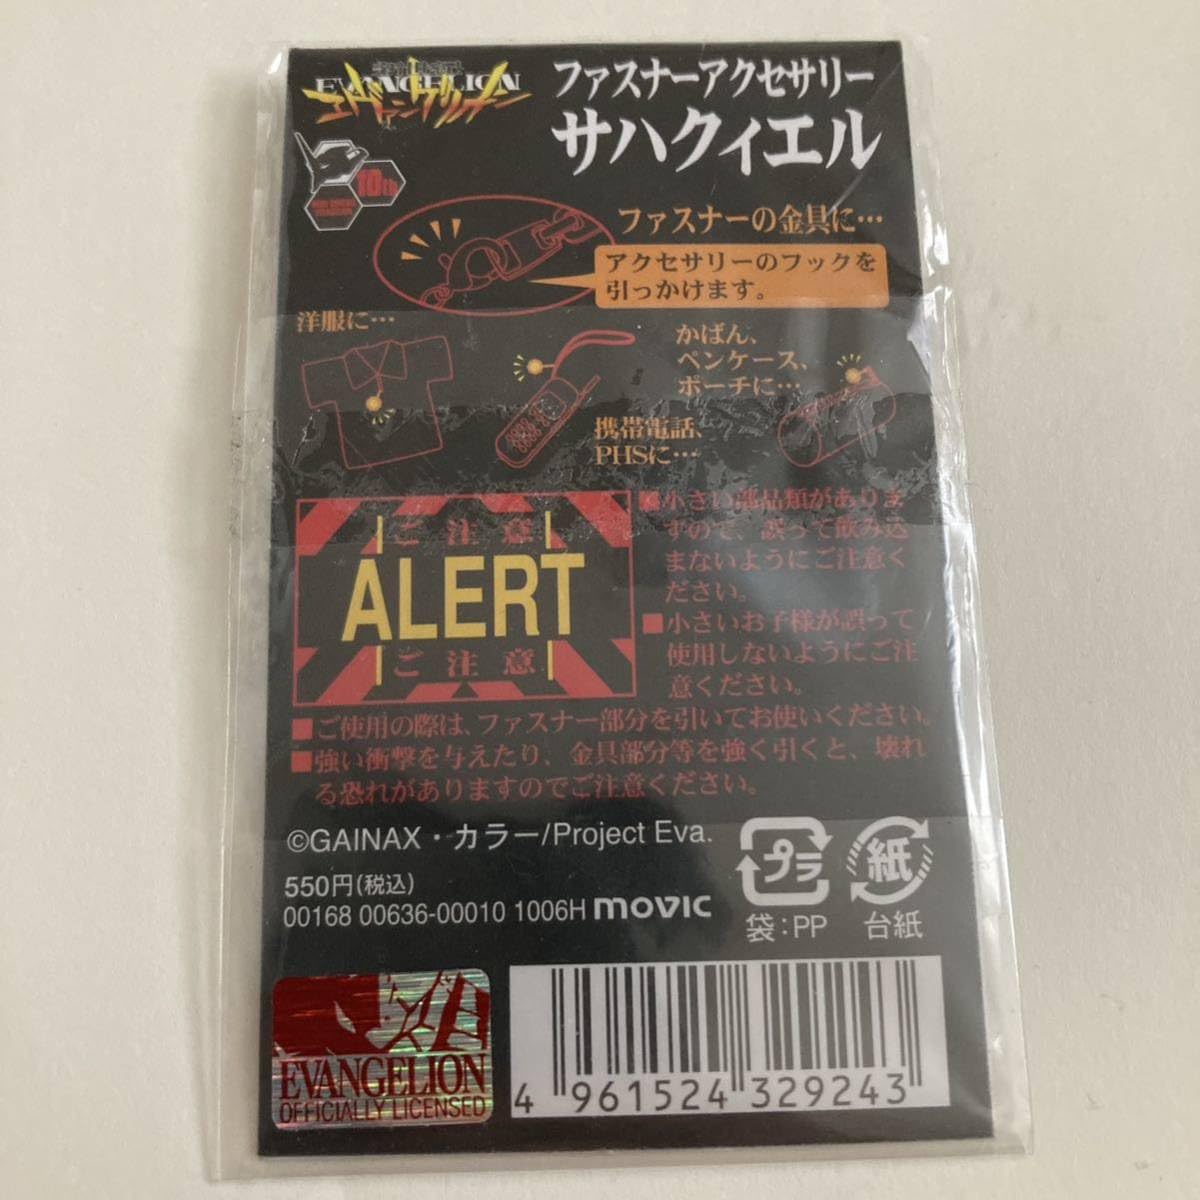 EVANGELION
エヴァンゲリオン
ファスナーアクセサリー
サハクィエル
10th
ファスナーの金具に…
アクセサリーのフックを
引っかけます。
洋服に…
かばん、
ペンケース、
ポーチに…
携帯電話、
PHSに…
ご注意
ALERT
ご注意
■小さい部品類がありま
すので、誤って飲み込
まないようにご注意く
ださい。
■小さいお子様が誤って
使用しないようにご注
意ください。
■ご使用の際は、ファスナー部分を引いてお使いください。
■強い衝撃を与えたり、金具部分等を強く引くと、壊れ
る恐れがありますのでご注意ください。
©GAINAX・カラー/Project Eva.
550円(税込)
00168 00636-00010 1006H movic
プラ
袋:PP
紙
台紙
EVANGELION
OFFICIALLY LICENSED
4 961524 329243